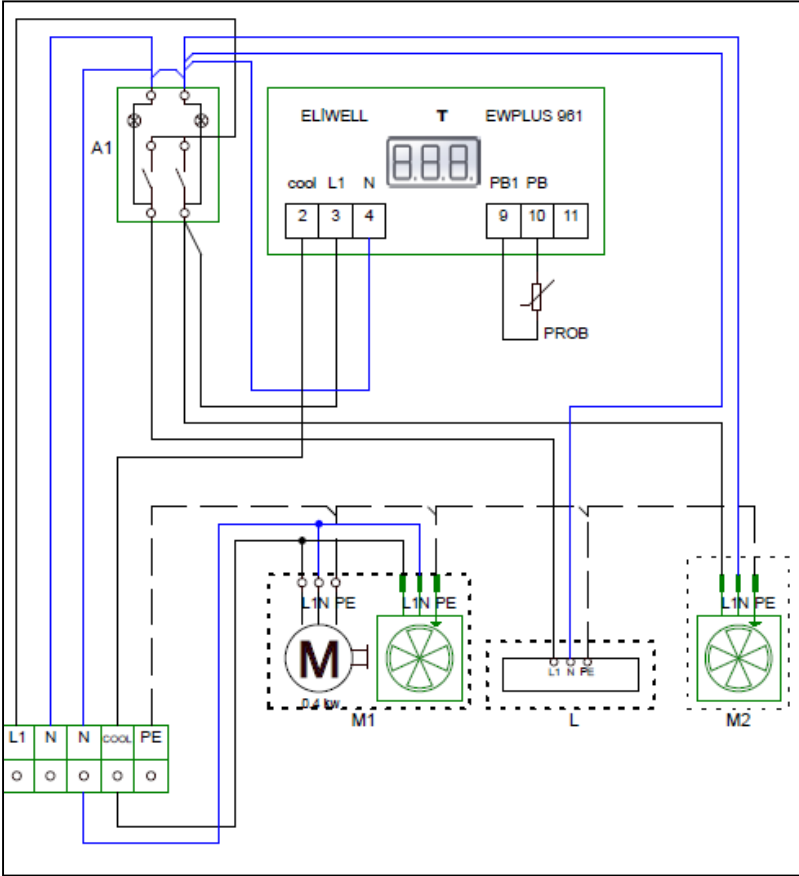 ELIWELL T EWPLUS 961
A1
cool L1 N PB1 PB
2 3 4 9 10 11
PROB
L1N PE L1N PE L1N PE
L1 N PE
M
0.4 kw
M1 L M2
L1 N N COOL PE